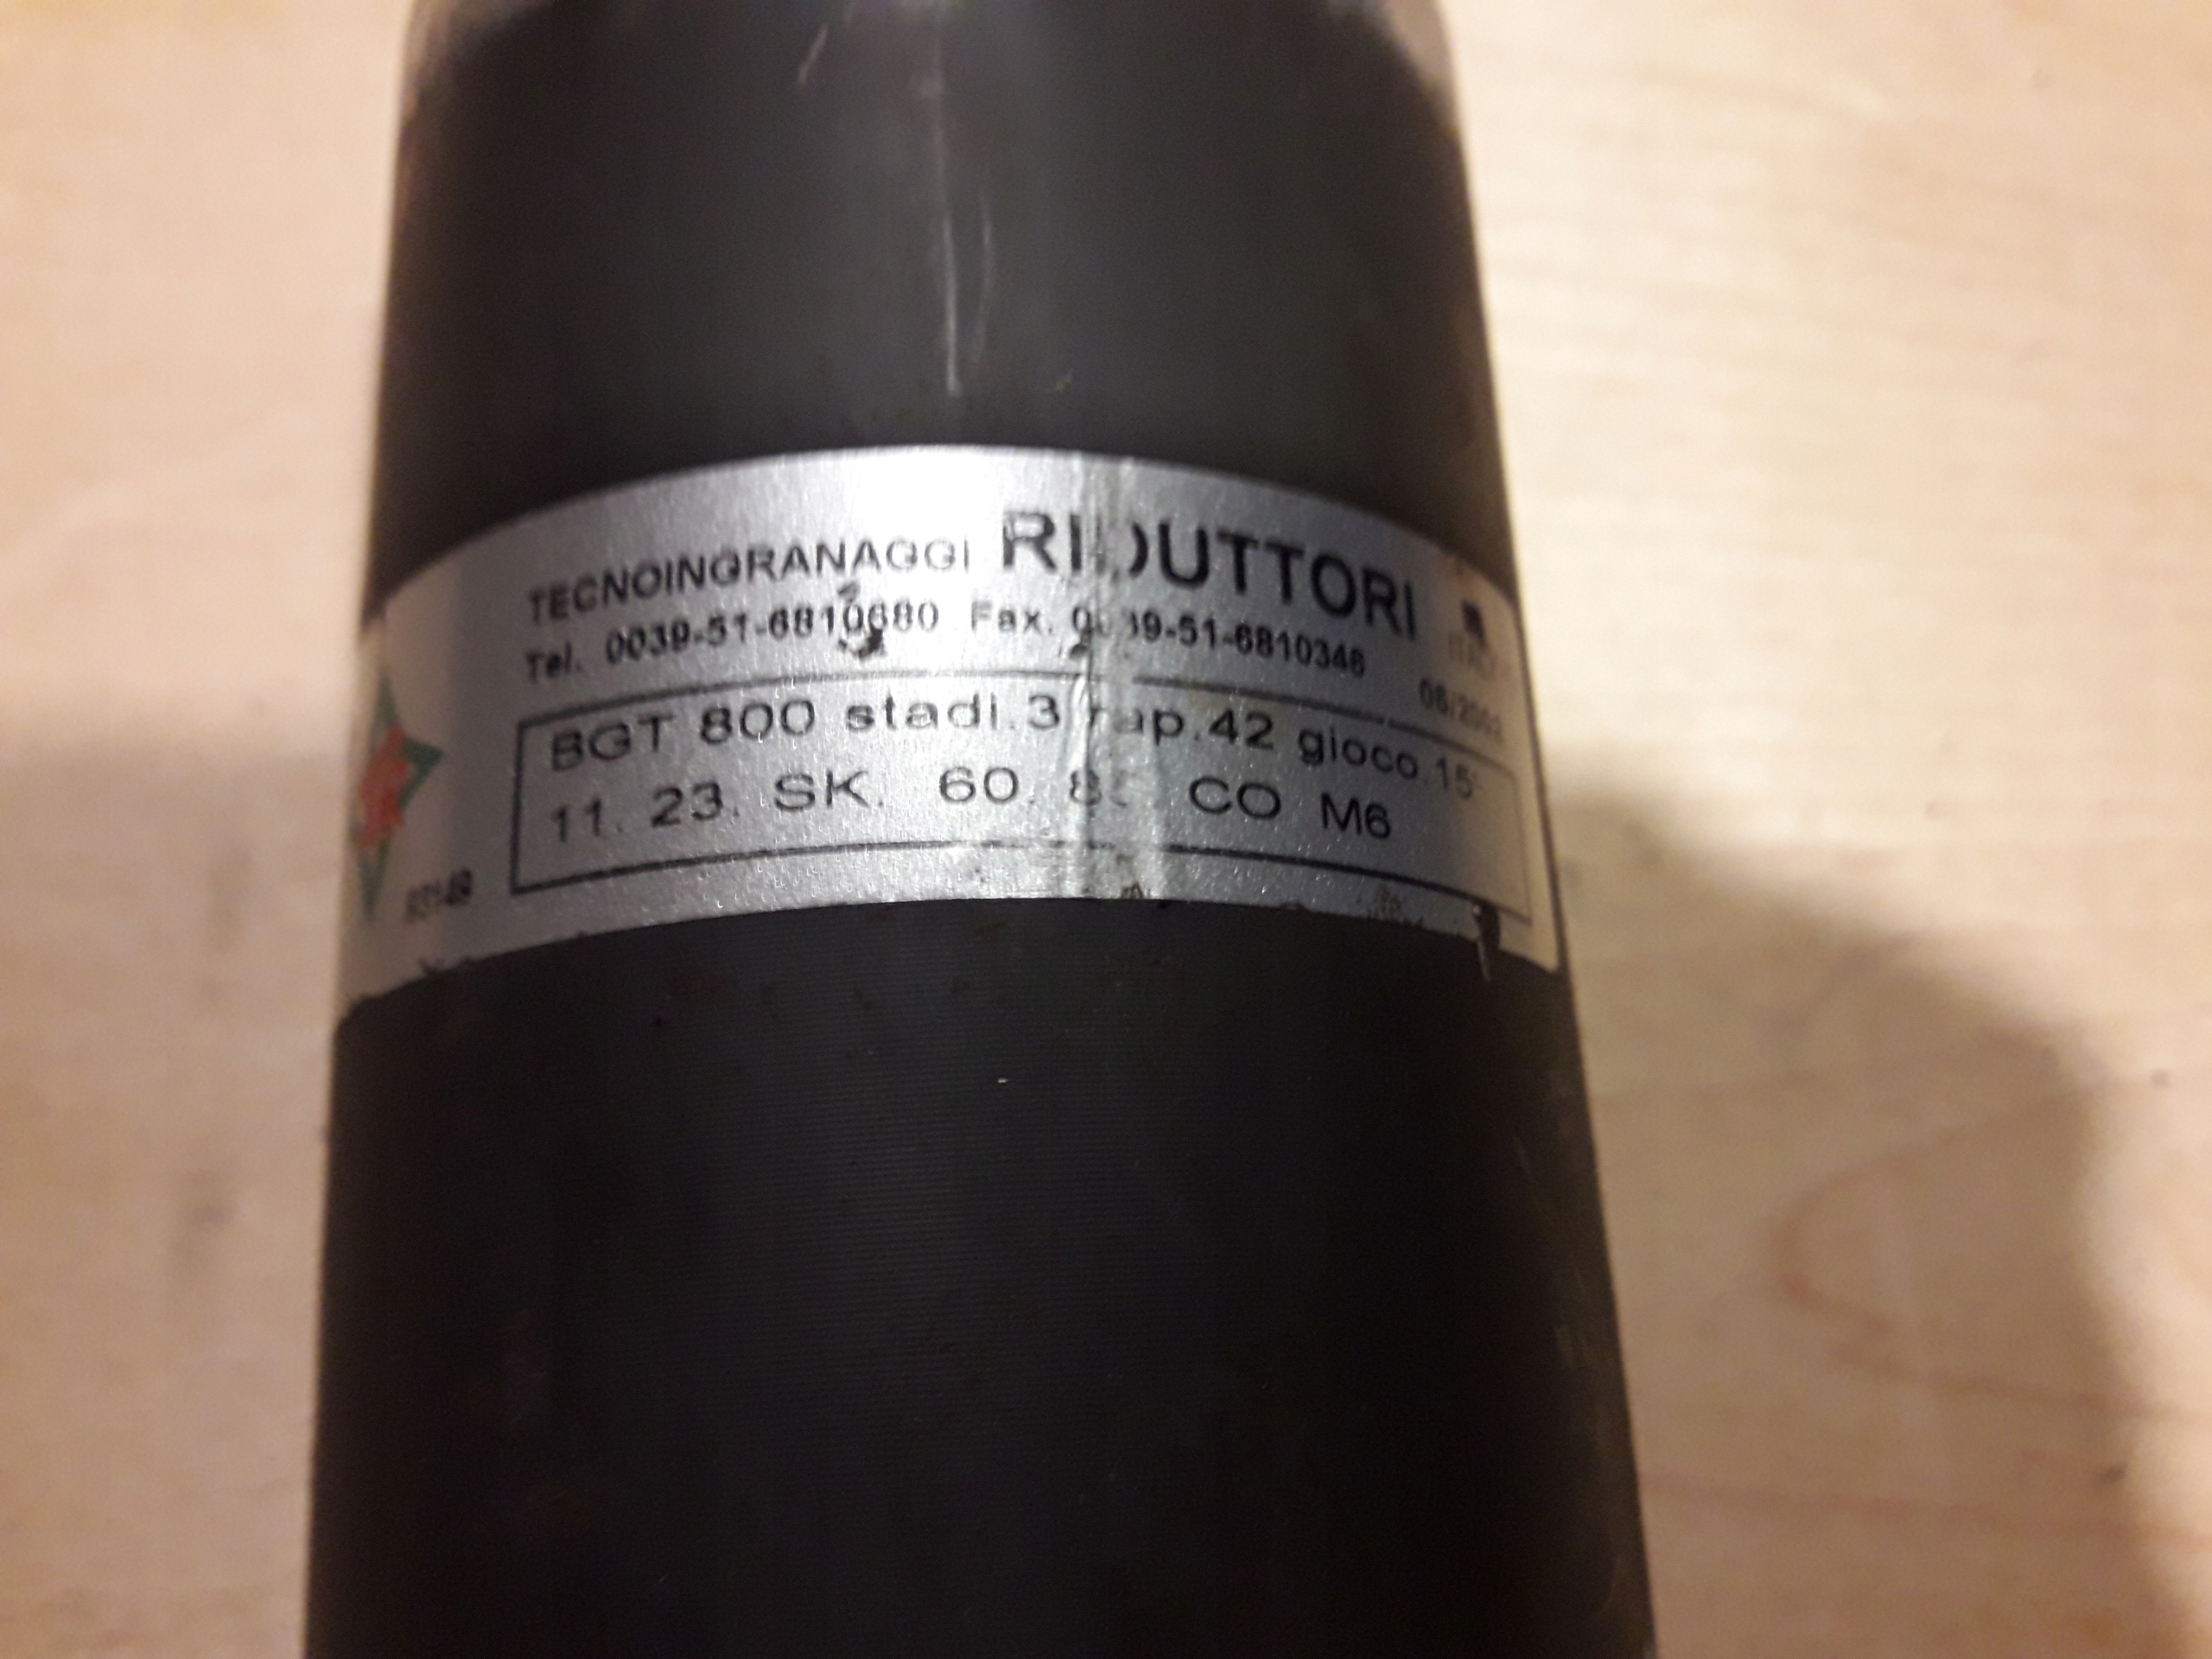 TECNOINGRANAGGI RIDUTTORI
Tel. 0039-51-6810680 Fax. 0039-51-6810346
BGT 800 stadi.3 rap.42 gioco.15'
11. 23. SK. 60. CO M6